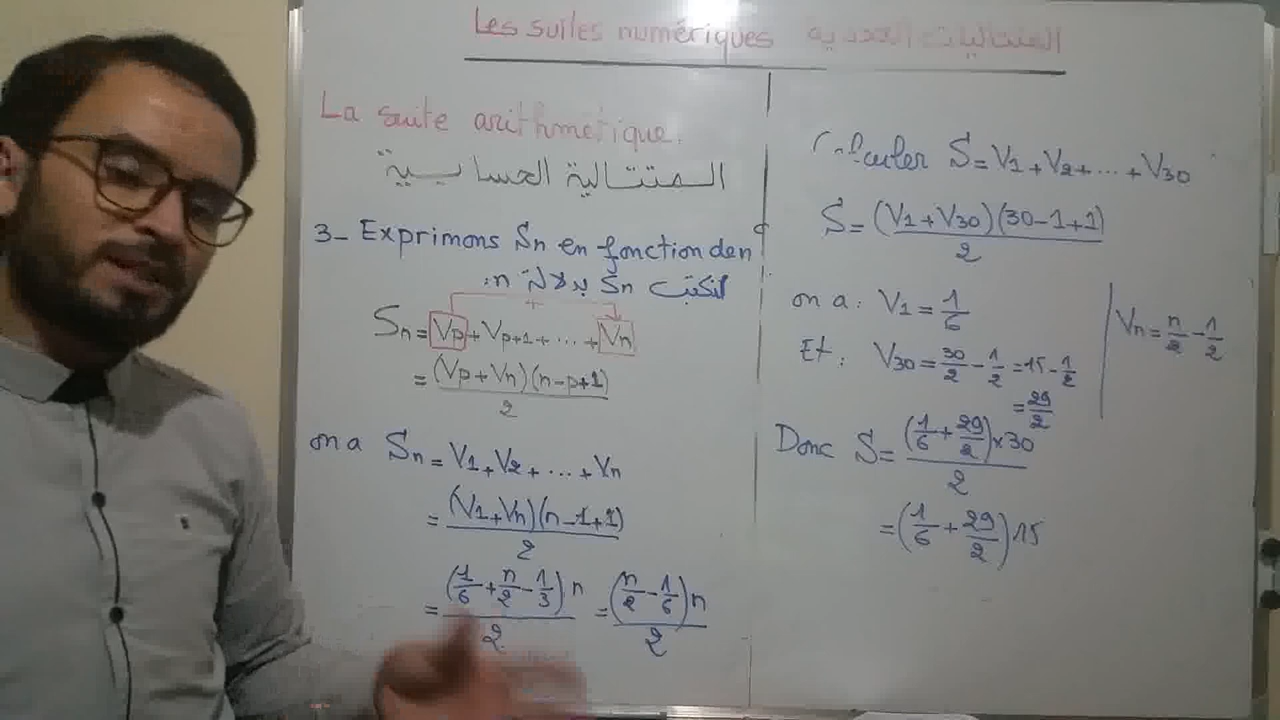 Les suites numériques المتتاليات العددية
La suite arithmétique.
المتتالية الحسابية
3- Exprimons Sn en fonction de n
لنكتب Sn بدلالة n:
+
Sn = Vp + Vp+1 + ... + Vn
= (Vp + Vn)(n-p+1) / 2
on a Sn = V1 + V2 + ... + Vn
= (V1 + Vn)(n-1+1) / 2
= (1/6 + n/2 - 1/3) n / 2 = (n/2 - 1/6) n / 2
Calculer S = V1 + V2 + ... + V30
S = (V1 + V30)(30-1+1) / 2
on a : V1 = 1/6
Et : V30 = 30/2 - 1/2 = 15 - 1/2
= 29/2
Vn = n/2 - 1/2
Donc S = (1/6 + 29/2) × 30 / 2
= (1/6 + 29/2) 15